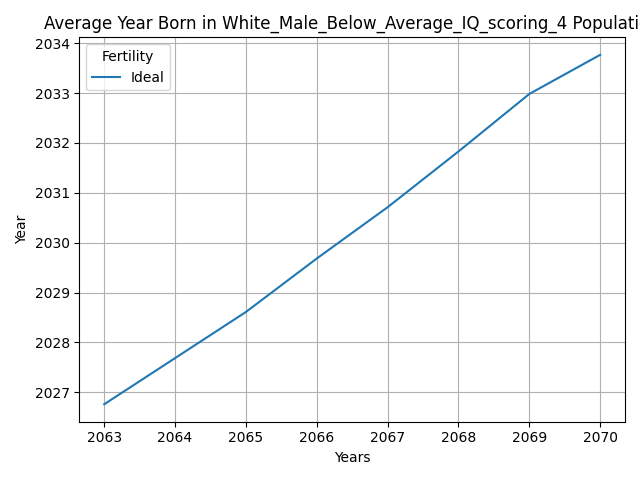 Average Year Born in White_Male_Below_Average_IQ_scoring_4 Populati
Fertility
Ideal
2034
2033
2032
2031
2030
2029
2028
2027
Year
2063 2064 2065 2066 2067 2068 2069 2070
Years